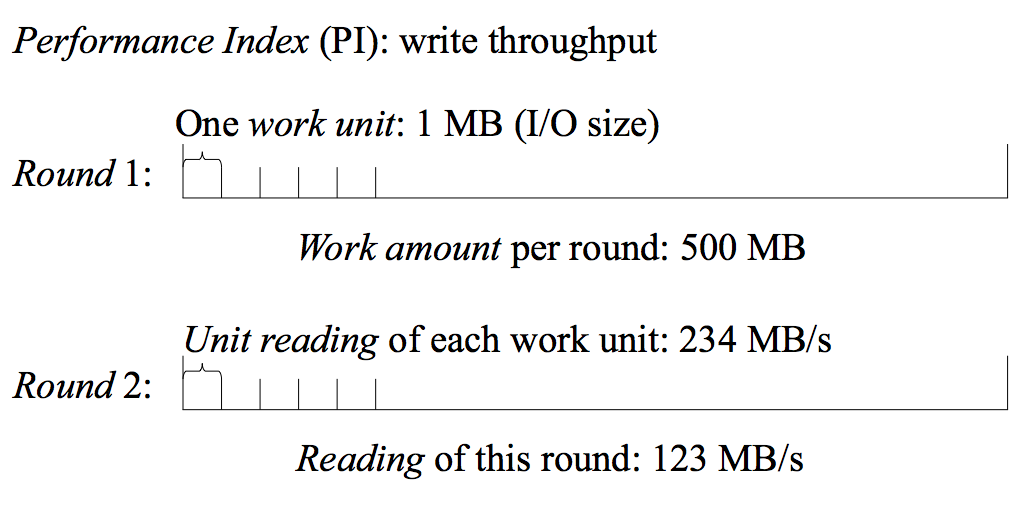 Performance Index (PI): write throughput
One work unit: 1 MB (I/O size)
Round 1:
Work amount per round: 500 MB
Unit reading of each work unit: 234 MB/s
Round 2:
Reading of this round: 123 MB/s